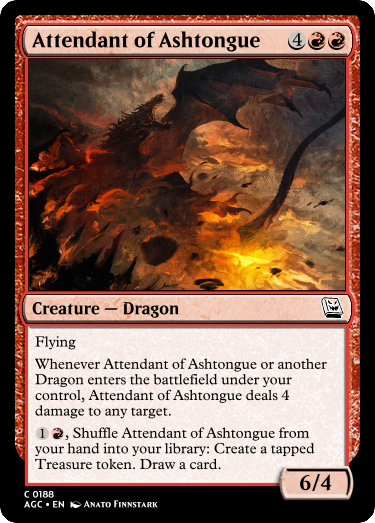 Attendant of Ashtongue 4
Creature — Dragon
Flying
Whenever Attendant of Ashtongue or another
Dragon enters the battlefield under your
control, Attendant of Ashtongue deals 4
damage to any target.
1 , Shuffle Attendant of Ashtongue from
your hand into your library: Create a tapped
Treasure token. Draw a card.
6/4
C 0188
AGC • EN Anato Finnstark